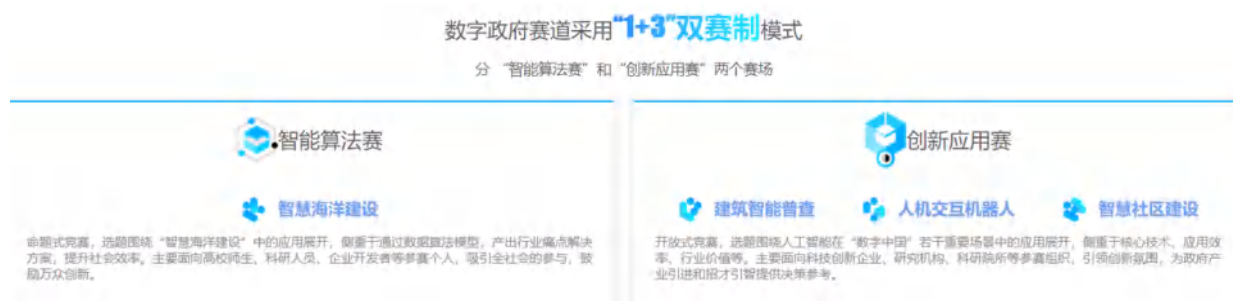 数字政府赛道采用"1+3"双赛制模式
分 "智能算法赛" 和 "创新应用赛" 两个赛场
智能算法赛
智慧海洋建设
命题式竞赛，选题围绕"智慧海洋建设"中的应用展开，侧重于通过数据算法模型，产出行业痛点解决
方案，提升社会效率。主要面向高校师生、科研人员、企业开发者等参赛个人，吸引全社会的参与，鼓
励万众创新。
创新应用赛
建筑智能普查 人机交互机器人 智慧社区建设
开放式竞赛，选题围绕人工智能在"数字中国"若干重要场景中的应用展开，侧重于核心技术、应用效
率、行业价值等。主要面向科技创新企业、研究机构、科研院所等参赛组织，引领创新氛围，为政府产
业引进和招才引智提供决策参考。